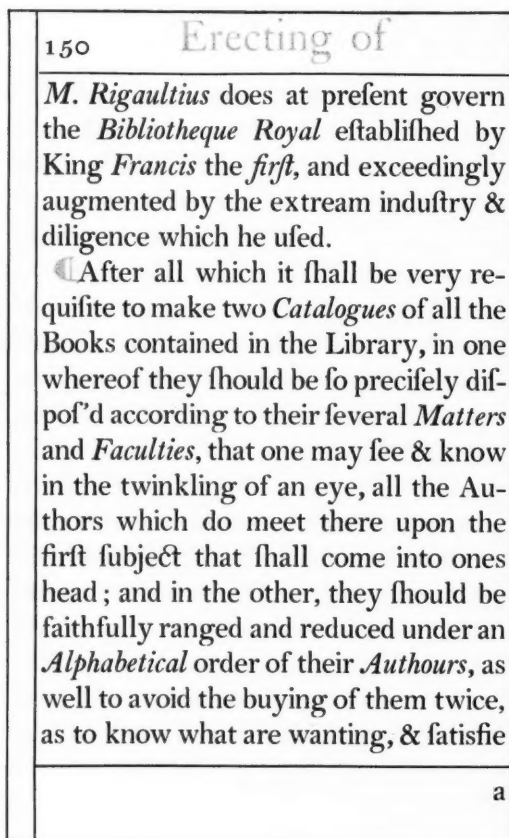 150 Erecting of
M. Rigaultius does at preſent govern
the Bibliotheque Royal eſtabliſhed by
King Francis the firſt, and exceedingly
augmented by the extream induſtry &
diligence which he uſed.
¶After all which it ſhall be very re-
quiſite to make two Catalogues of all the
Books contained in the Library, in one
whereof they ſhould be ſo preciſely diſ-
poſ'd according to their ſeveral Matters
and Faculties, that one may ſee & know
in the twinkling of an eye, all the Au-
thors which do meet there upon the
firſt ſubject that ſhall come into ones
head; and in the other, they ſhould be
faithfully ranged and reduced under an
Alphabetical order of their Authours, as
well to avoid the buying of them twice,
as to know what are wanting, & ſatisfie
a